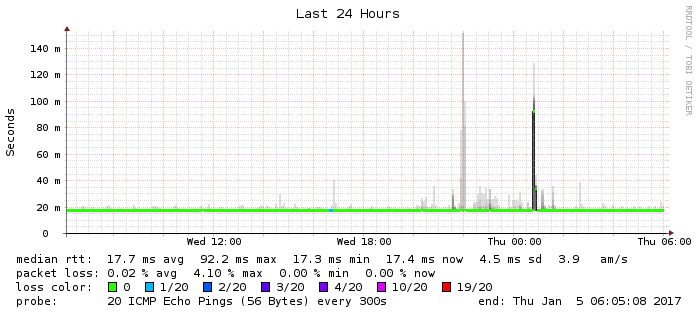 Last 24 Hours
RRDTOOL / TOBI OETIKER
Seconds
140 m
120 m
100 m
80 m
60 m
40 m
20 m
0
Wed 12:00 Wed 18:00 Thu 00:00 Thu 06:00
median rtt: 17.7 ms avg 92.2 ms max 17.3 ms min 17.4 ms now 4.5 ms sd 3.9 am/s
packet loss: 0.02 % avg 4.10 % max 0.00 % min 0.00 % now
loss color: 0 1/20 2/20 3/20 4/20 10/20 19/20
probe: 20 ICMP Echo Pings (56 Bytes) every 300s end: Thu Jan 5 06:05:08 2017